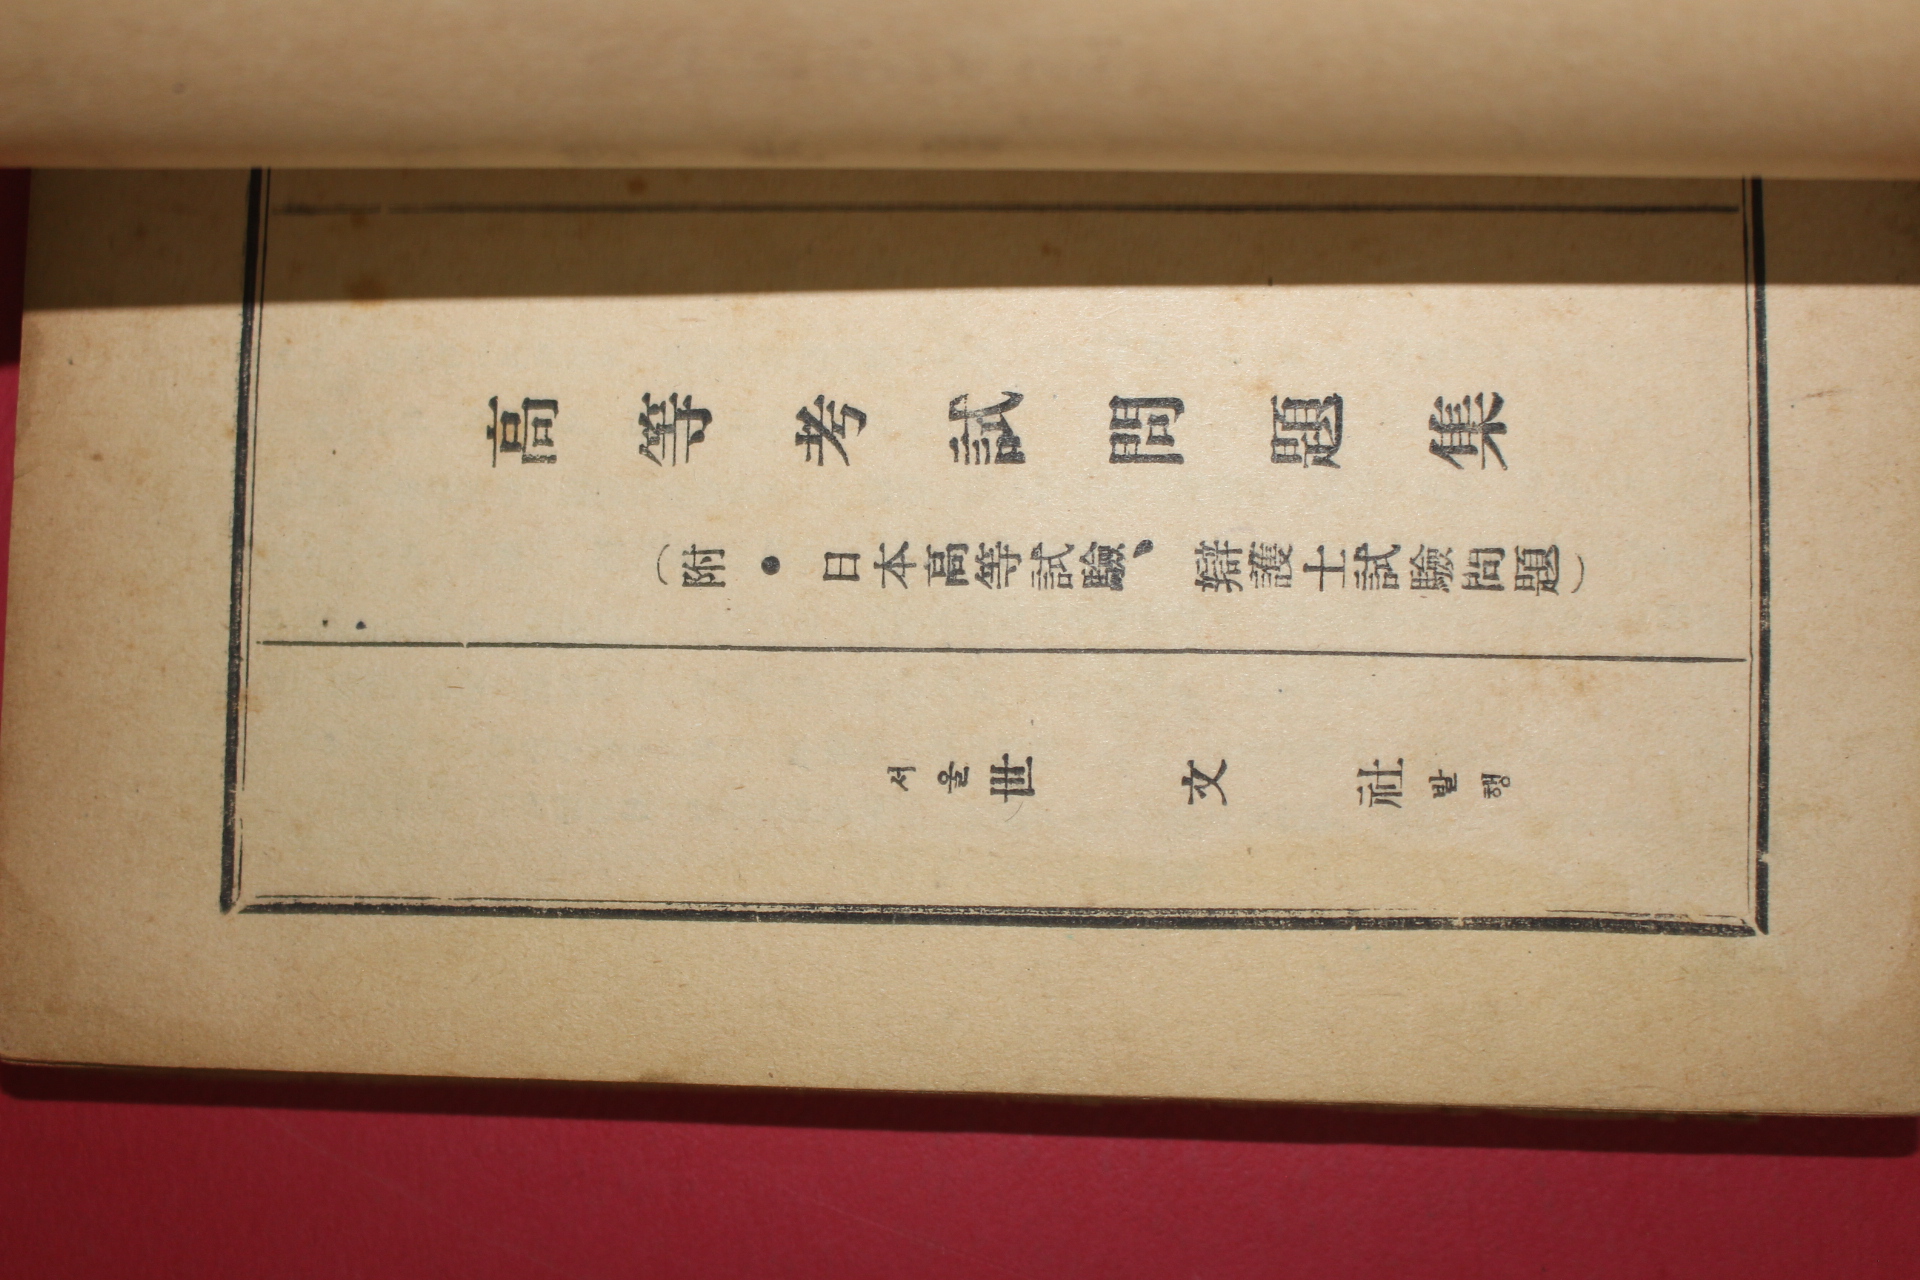 高等考試問題集
（附・日本高等試驗、辯護士試驗問題）
서울 世文社 발행